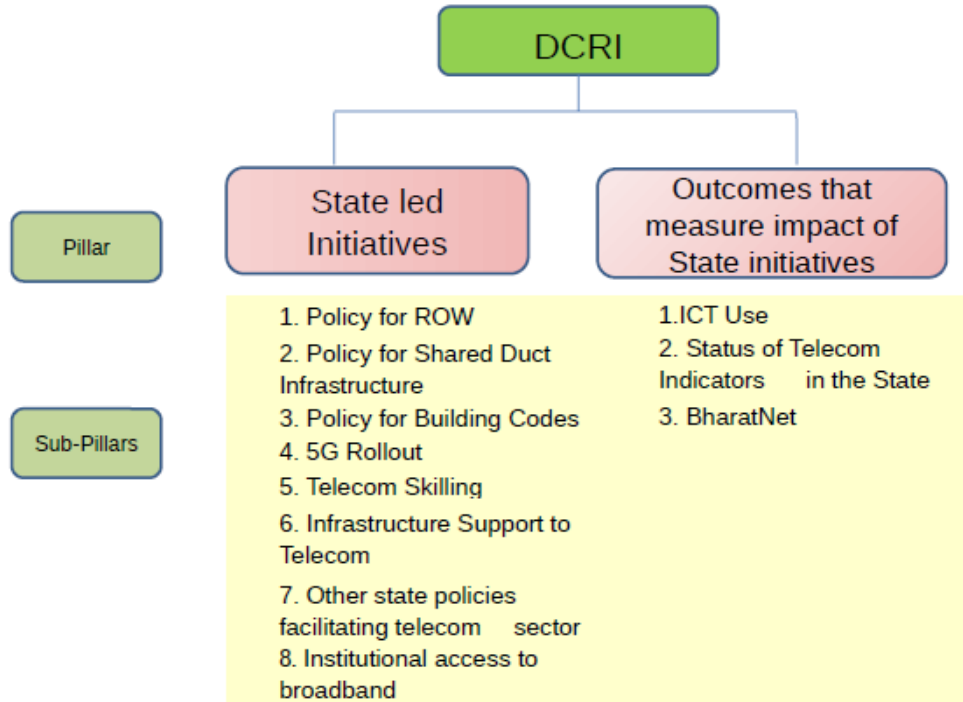 DCRI
State led
Initiatives
Outcomes that
measure impact of
State initiatives
Pillar
1. Policy for ROW
2. Policy for Shared Duct
Infrastructure
3. Policy for Building Codes
4. 5G Rollout
5. Telecom Skilling
6. Infrastructure Support to
Telecom
7. Other state policies
facilitating telecom sector
8. Institutional access to
broadband
1.ICT Use
2. Status of Telecom
Indicators in the State
3. BharatNet
Sub-Pillars